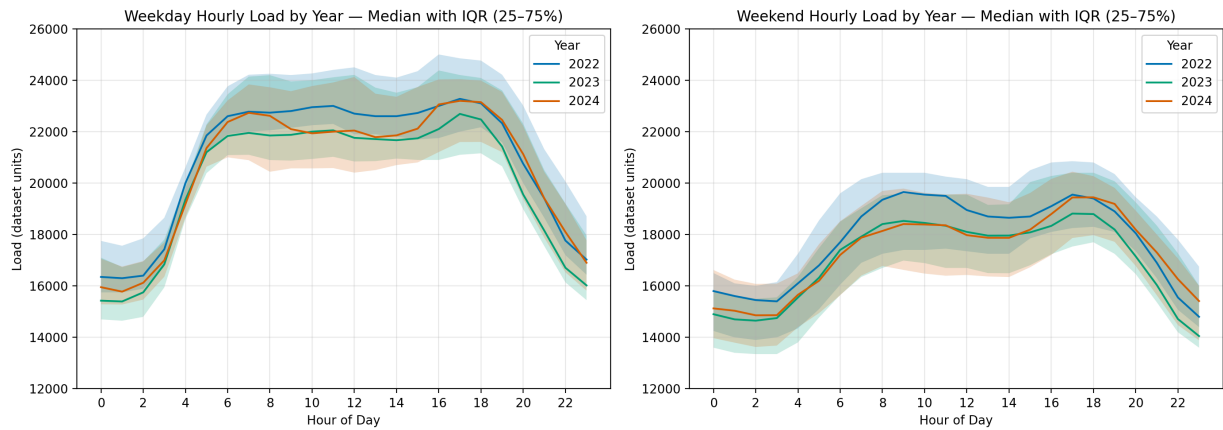 Weekday Hourly Load by Year — Median with IQR (25–75%)
26000
24000
22000
20000
18000
16000
14000
12000
Load (dataset units)
0 2 4 6 8 10 12 14 16 18 20 22
Hour of Day
Year
2022
2023
2024
Weekend Hourly Load by Year — Median with IQR (25–75%)
26000
24000
22000
20000
18000
16000
14000
12000
Load (dataset units)
0 2 4 6 8 10 12 14 16 18 20 22
Hour of Day
Year
2022
2023
2024